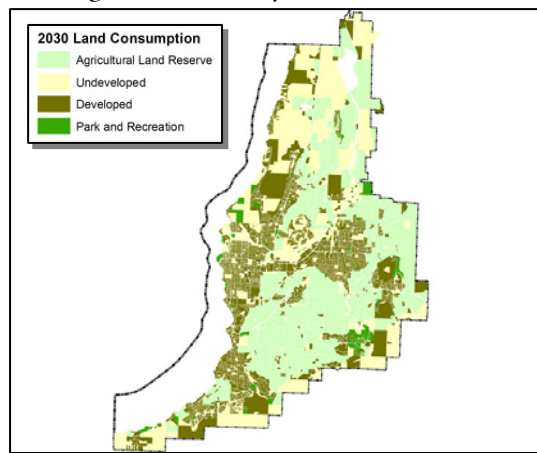 2030 Land Consumption
Agricultural Land Reserve
Undeveloped
Developed
Park and Recreation